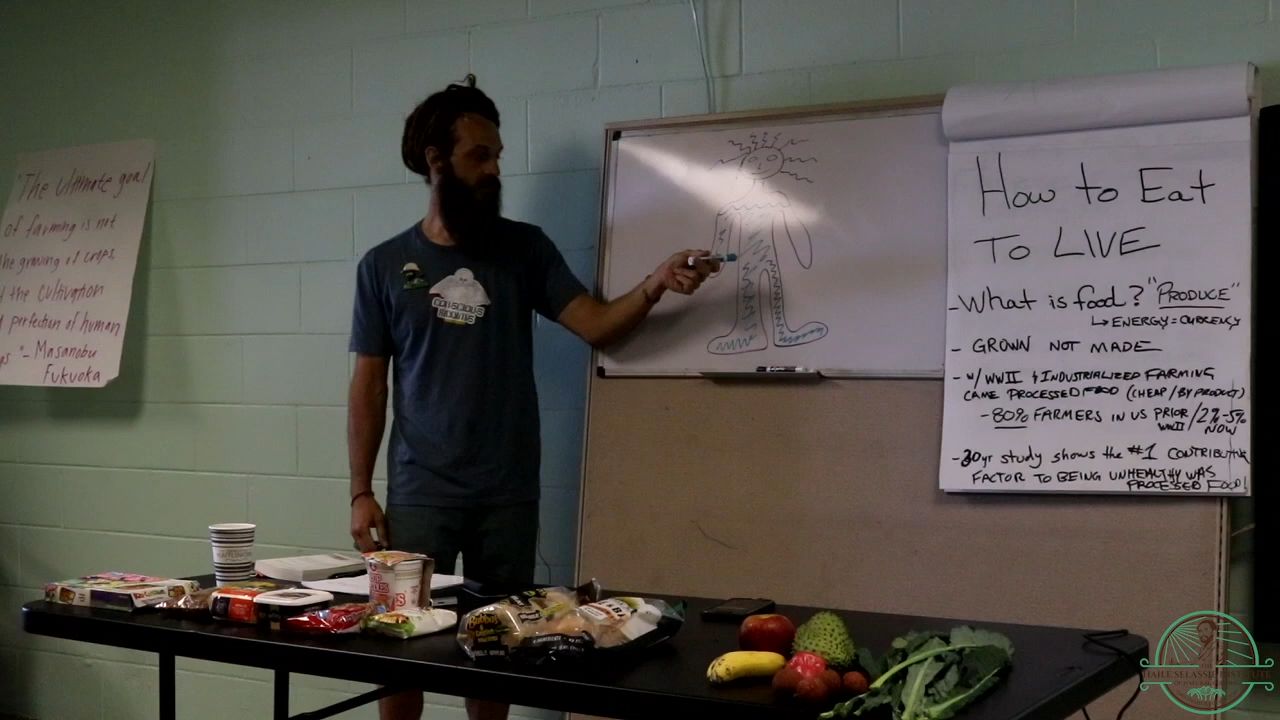 "The ultimate goal
of farming is not
the growing of crops
the cultivation
perfection of human
"- Masanobu
Fukuoka
How to Eat
TO LIVE
- What is food? "PRODUCE"
↳ ENERGY = CURRENCY
- GROWN NOT MADE
- W/ WWII & INDUSTRIALIZED FARMING
CAME PROCESSED FOOD (CHEAP / BY PRODUCT)
- 80% FARMERS IN US PRIOR WWII / 2%-5% NOW
- 30yr study shows the #1 CONTRIBUTING
FACTOR TO BEING UNHEALTHY WAS
PROCESSED FOOD!